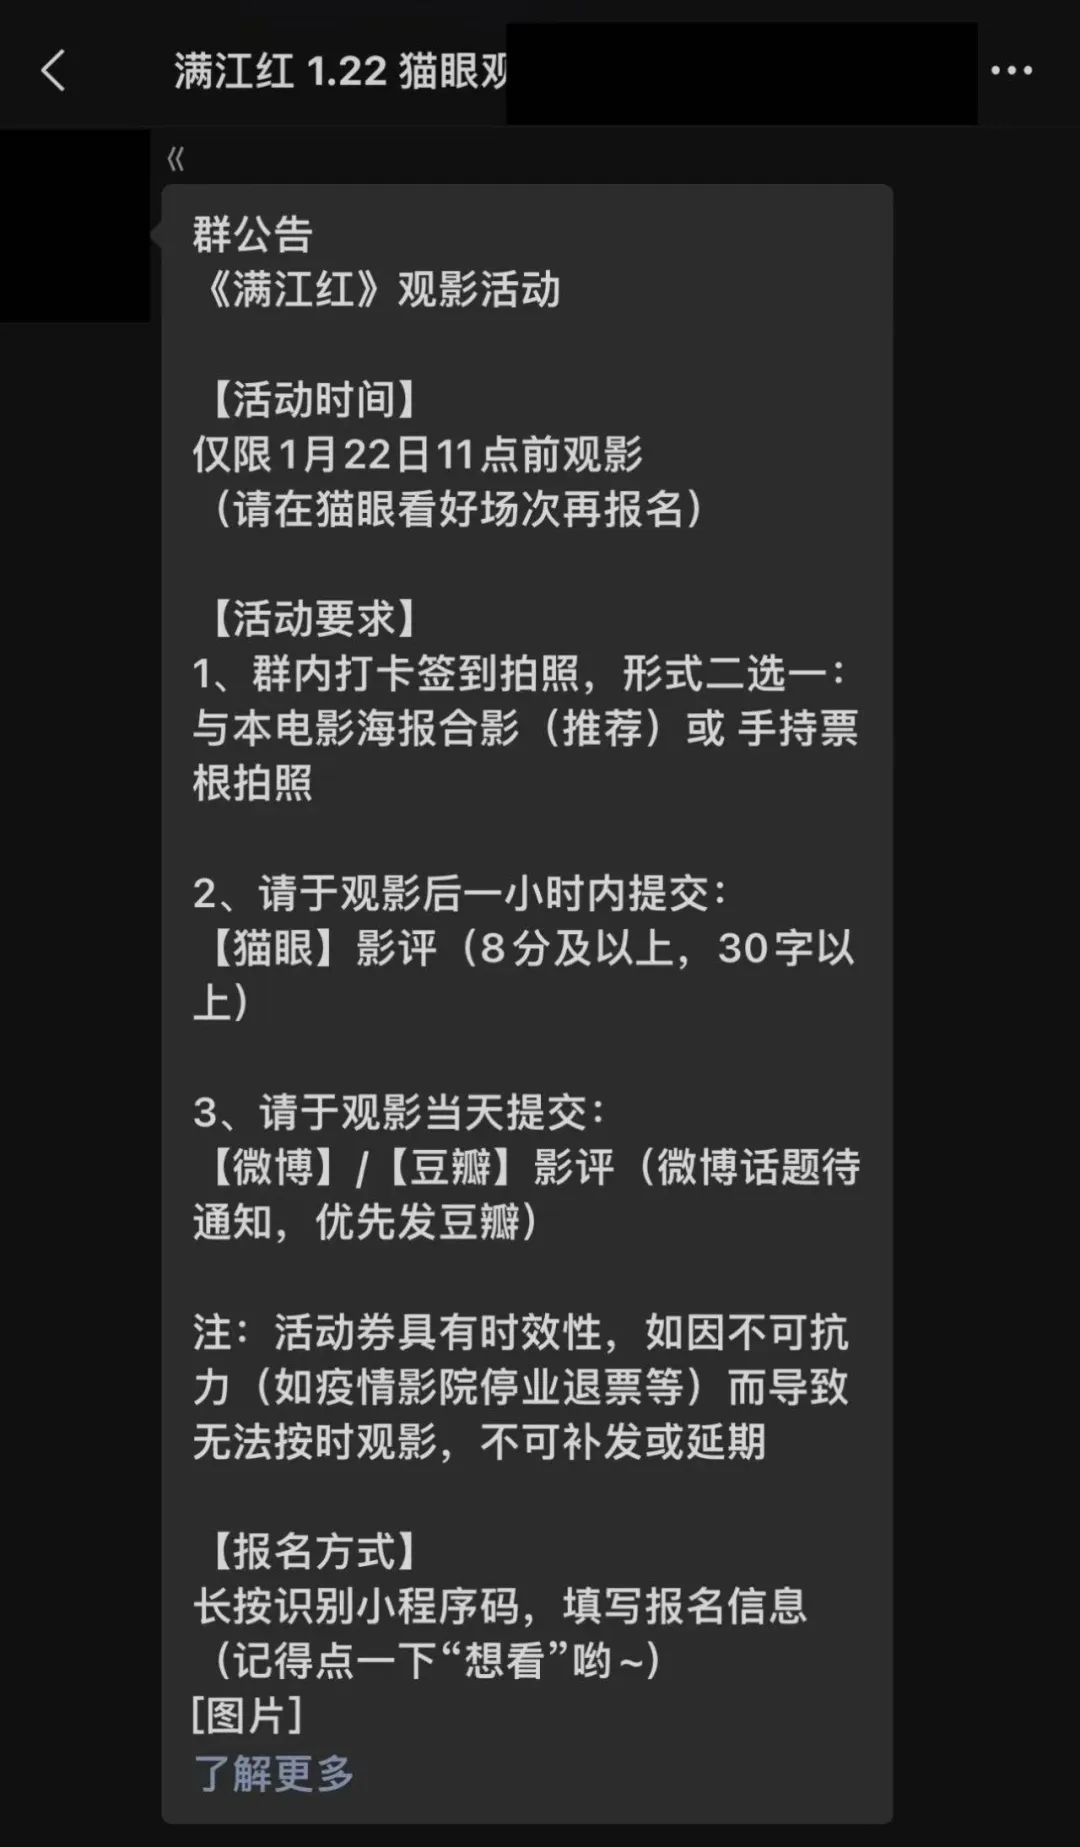 满江红 1.22 猫眼观
《
群公告
《满江红》观影活动
【活动时间】
仅限1月22日11点前观影
（请在猫眼看好场次再报名）
【活动要求】
1、群内打卡签到拍照，形式二选一：
与本电影海报合影（推荐）或 手持票
根拍照
2、请于观影后一小时内提交：
【猫眼】影评（8分及以上，30字以
上）
3、请于观影当天提交：
【微博】/【豆瓣】影评（微博话题待
通知，优先发豆瓣）
注：活动券具有时效性，如因不可抗
力（如疫情影院停业退票等）而导致
无法按时观影，不可补发或延期
【报名方式】
长按识别小程序码，填写报名信息
（记得点一下“想看”哟~）
[图片]
了解更多